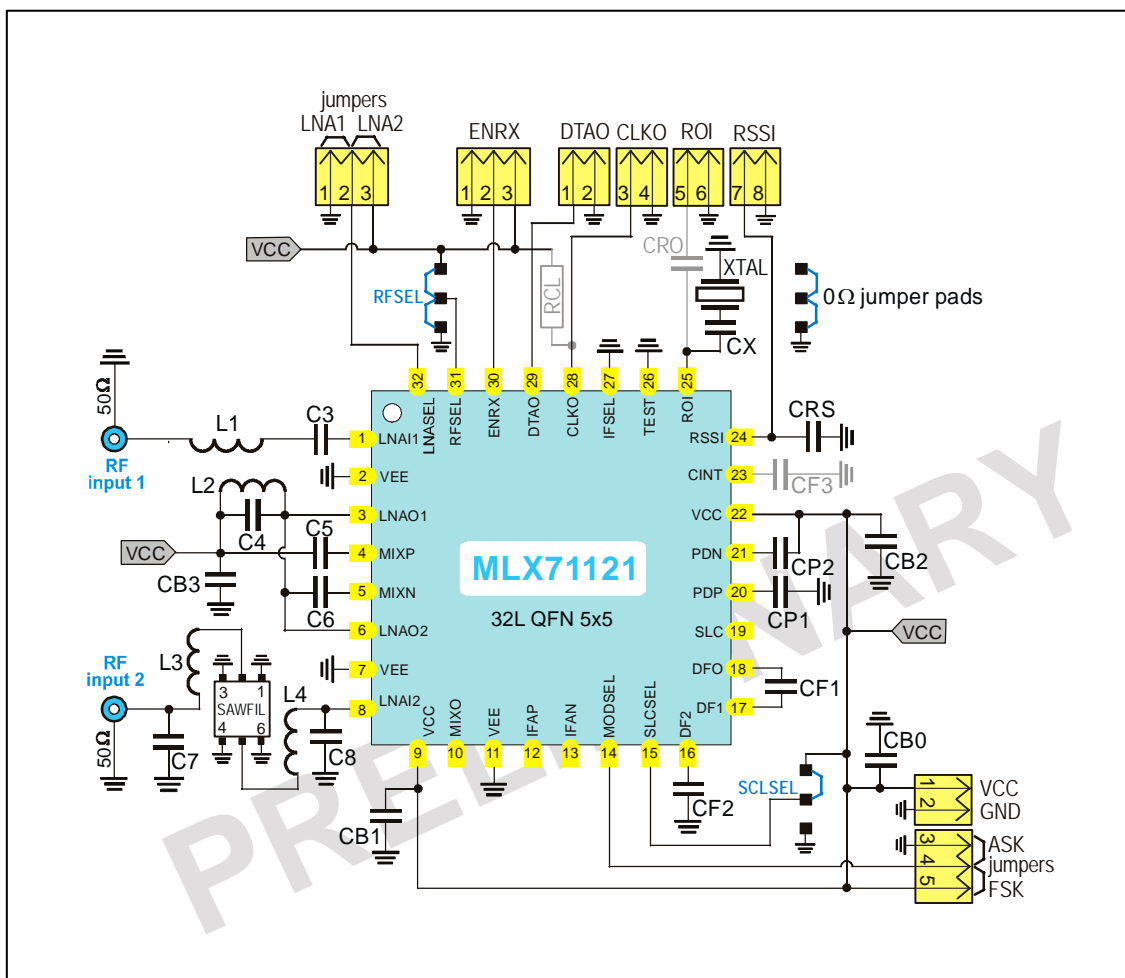 jumpers
LNA1 LNA2
ENRX
DTAO
CLKO
ROI
RSSI
1 2 3
1 2 3
1 2
3 4
5 6
7 8
VCC
RFSEL
RCL
CRO
XTAL
CX
0Ω jumper pads
32 31 30 29 28 27 26 25
LNASEL
RFSEL
ENRX
DTAO
CLKO
IFSEL
TEST
ROI
50Ω
RF
input 1
L1
C3
1 LNAI1
2 VEE
L2
C4
3 LNAO1
VCC
C5
4 MIXP
CB3
5 MIXN
C6
6 LNAO2
7 VEE
RF
input 2
50Ω
L3
C7
SAWFIL
3 1
4 6
L4
C8
8 LNAI2
MLX71121
32L QFN 5x5
RSSI 24
CRS
CINT 23
CF3
VCC 22
PDN 21
CP2
CB2
PDP 20
CP1
SLC 19
VCC
DFO 18
CF1
DF1 17
VCC
MIXO
VEE
IFAP
IFAN
MODSEL
SLCSEL
DF2
9 10 11 12 13 14 15 16
CB1
CF2
SCLSEL
CB0
1 VCC
2 GND
3 ASK
4 jumpers
5 FSK
PRELIMINARY